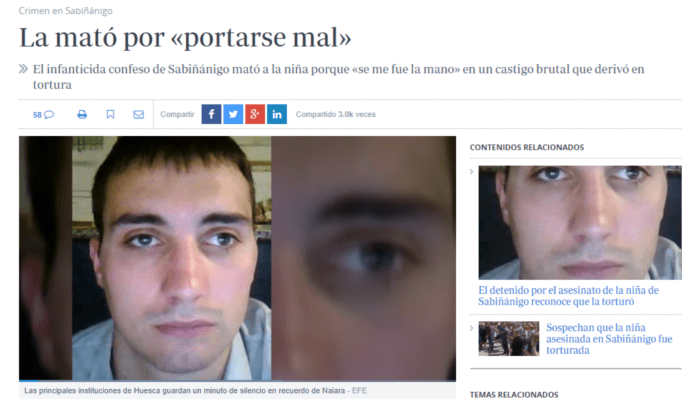 Crimen en Sabiñánigo
La mató por «portarse mal»
El infanticida confeso de Sabiñánigo mató a la niña porque «se me fue la mano» en un castigo brutal que derivó en
tortura
58
Compartir
f
g+
in
Compartido 3.0k veces
CONTENIDOS RELACIONADOS
El detenido por el asesinato de la niña de
Sabiñánigo reconoce que la torturó
Sospechan que la niña
asesinada en Sabiñánigo fue
torturada
Las principales instituciones de Huesca guardan un minuto de silencio en recuerdo de Naiara - EFE
TEMAS RELACIONADOS